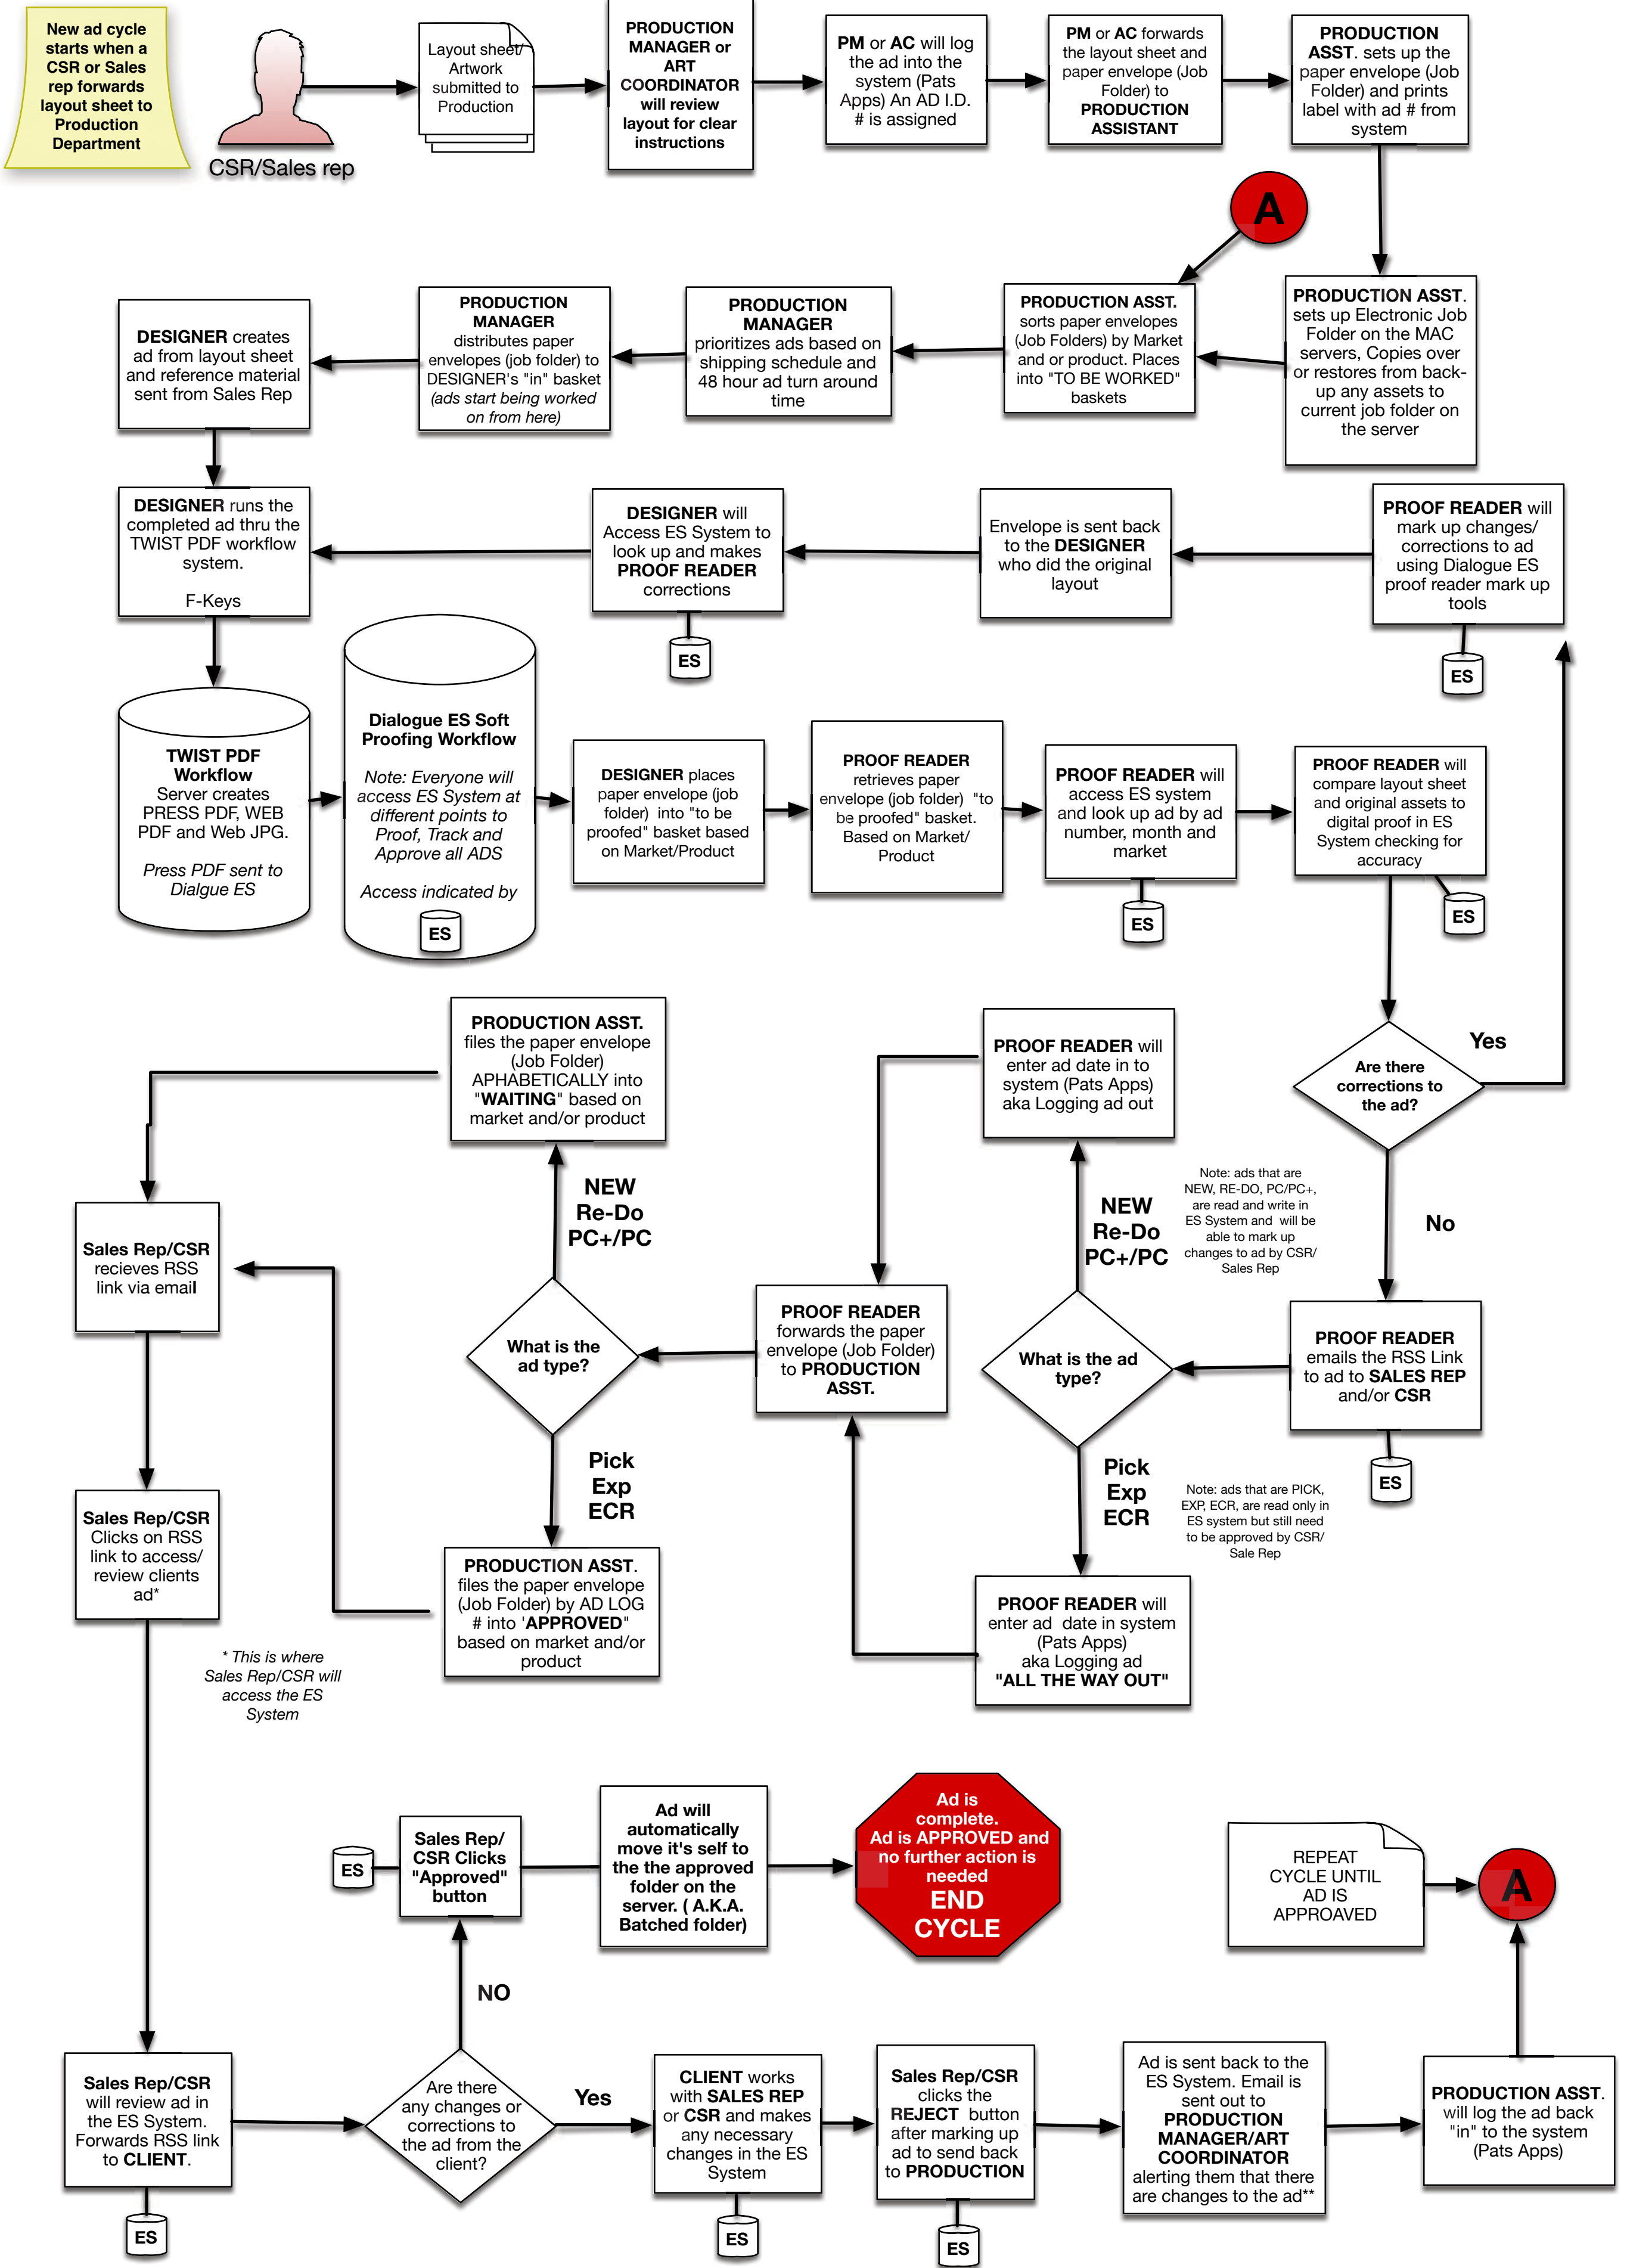 New ad cycle
starts when a
CSR or Sales
rep forwards
layout sheet to
Production
Department
CSR/Sales rep
Layout sheet/
Artwork
submitted to
Production
PRODUCTION
MANAGER or
ART
COORDINATOR
will review
layout for clear
instructions
PM or AC will log
the ad into the
system (Pats
Apps) An AD I.D.
# is assigned
PM or AC forwards
the layout sheet and
paper envelope (Job
Folder) to
PRODUCTION
ASSISTANT
PRODUCTION
ASST. sets up the
paper envelope (Job
Folder) and prints
label with ad # from
system
A
DESIGNER creates
ad from layout sheet
and reference material
sent from Sales Rep
PRODUCTION
MANAGER
distributes paper
envelopes (job folder) to
DESIGNER's "in" basket
(ads start being worked
on from here)
PRODUCTION
MANAGER
prioritizes ads based on
shipping schedule and
48 hour ad turn around
time
PRODUCTION ASST.
sorts paper envelopes
(Job Folders) by Market
and or product. Places
into "TO BE WORKED"
baskets
PRODUCTION ASST.
sets up Electronic Job
Folder on the MAC
servers, Copies over
or restores from back-
up any assets to
current job folder on
the server
DESIGNER runs the
completed ad thru the
TWIST PDF workflow
system.
F-Keys
DESIGNER will
Access ES System to
look up and makes
PROOF READER
corrections
ES
Envelope is sent back
to the DESIGNER
who did the original
layout
PROOF READER will
mark up changes/
corrections to ad
using Dialogue ES
proof reader mark up
tools
ES
TWIST PDF
Workflow
Server creates
PRESS PDF, WEB
PDF and Web JPG.
Press PDF sent to
Dialgue ES
Dialogue ES Soft
Proofing Workflow
Note: Everyone will
access ES System at
different points to
Proof, Track and
Approve all ADS
Access indicated by
ES
DESIGNER places
paper envelope (job
folder) into "to be
proofed" basket based
on Market/Product
PROOF READER
retrieves paper
envelope (job folder) "to
be proofed" basket.
Based on Market/
Product
PROOF READER will
access ES system
and look up ad by ad
number, month and
market
ES
PROOF READER will
compare layout sheet
and original assets to
digital proof in ES
System checking for
accuracy
ES
Are there
corrections to
the ad?
Yes
No
PRODUCTION ASST.
files the paper envelope
(Job Folder)
APHABETICALLY into
"WAITING" based on
market and/or product
PROOF READER will
enter ad date in to
system (Pats Apps)
aka Logging ad out
NEW
Re-Do
PC+/PC
NEW
Re-Do
PC+/PC
Note: ads that are
NEW, RE-DO, PC/PC+,
are read and write in
ES System and will be
able to mark up
changes to ad by CSR/
Sales Rep
Sales Rep/CSR
recieves RSS
link via email
What is the
ad type?
PROOF READER
forwards the paper
envelope (Job Folder)
to PRODUCTION
ASST.
What is the ad
type?
PROOF READER
emails the RSS Link
to ad to SALES REP
and/or CSR
ES
Pick
Exp
ECR
Pick
Exp
ECR
Note: ads that are PICK,
EXP, ECR, are read only in
ES system but still need
to be approved by CSR/
Sale Rep
Sales Rep/CSR
Clicks on RSS
link to access/
review clients
ad*
* This is where
Sales Rep/CSR will
access the ES
System
PRODUCTION ASST.
files the paper envelope
(Job Folder) by AD LOG
# into 'APPROVED"
based on market and/or
product
PROOF READER will
enter ad date in system
(Pats Apps)
aka Logging ad
"ALL THE WAY OUT"
ES
Sales Rep/
CSR Clicks
"Approved"
button
Ad will
automatically
move it's self to
the the approved
folder on the
server. ( A.K.A.
Batched folder)
Ad is
complete.
Ad is APPROVED and
no further action is
needed
END
CYCLE
REPEAT
CYCLE UNTIL
AD IS
APPROAVED
A
NO
Sales Rep/CSR
will review ad in
the ES System.
Forwards RSS link
to CLIENT.
ES
Are there
any changes or
corrections to
the ad from the
client?
Yes
CLIENT works
with SALES REP
or CSR and makes
any necessary
changes in the ES
System
ES
Sales Rep/CSR
clicks the
REJECT button
after marking up
ad to send back
to PRODUCTION
ES
Ad is sent back to the
ES System. Email is
sent out to
PRODUCTION
MANAGER/ART
COORDINATOR
alerting them that there
are changes to the ad**
PRODUCTION ASST.
will log the ad back
"in" to the system
(Pats Apps)